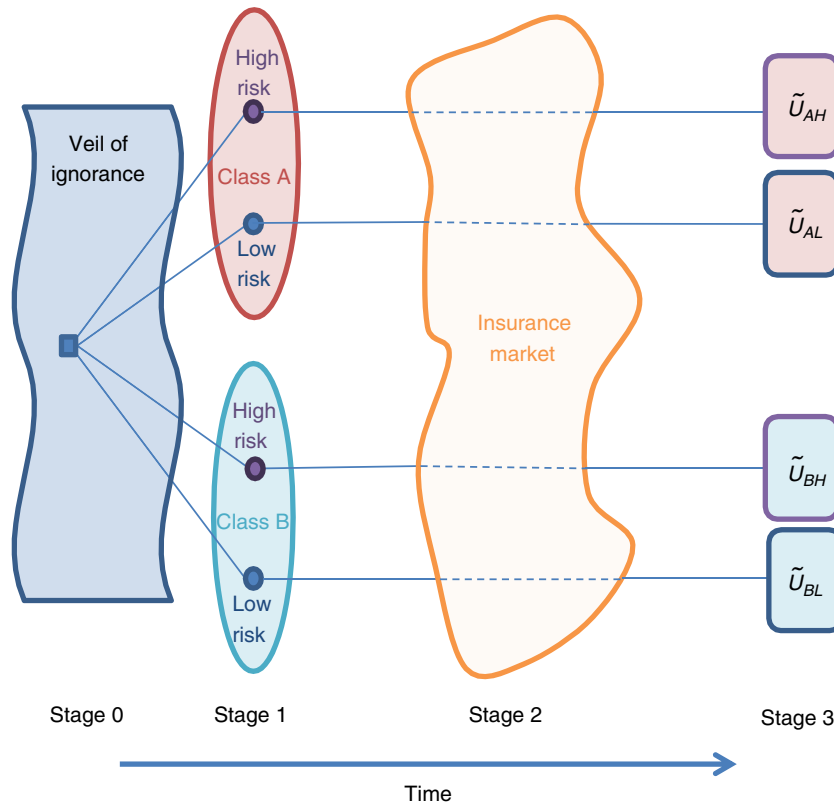 High
risk
Class A
Low
risk
Veil of
ignorance
Insurance
market
High
risk
Class B
Low
risk
Ũ_AH
Ũ_AL
Ũ_BH
Ũ_BL
Stage 0
Stage 1
Stage 2
Stage 3
Time